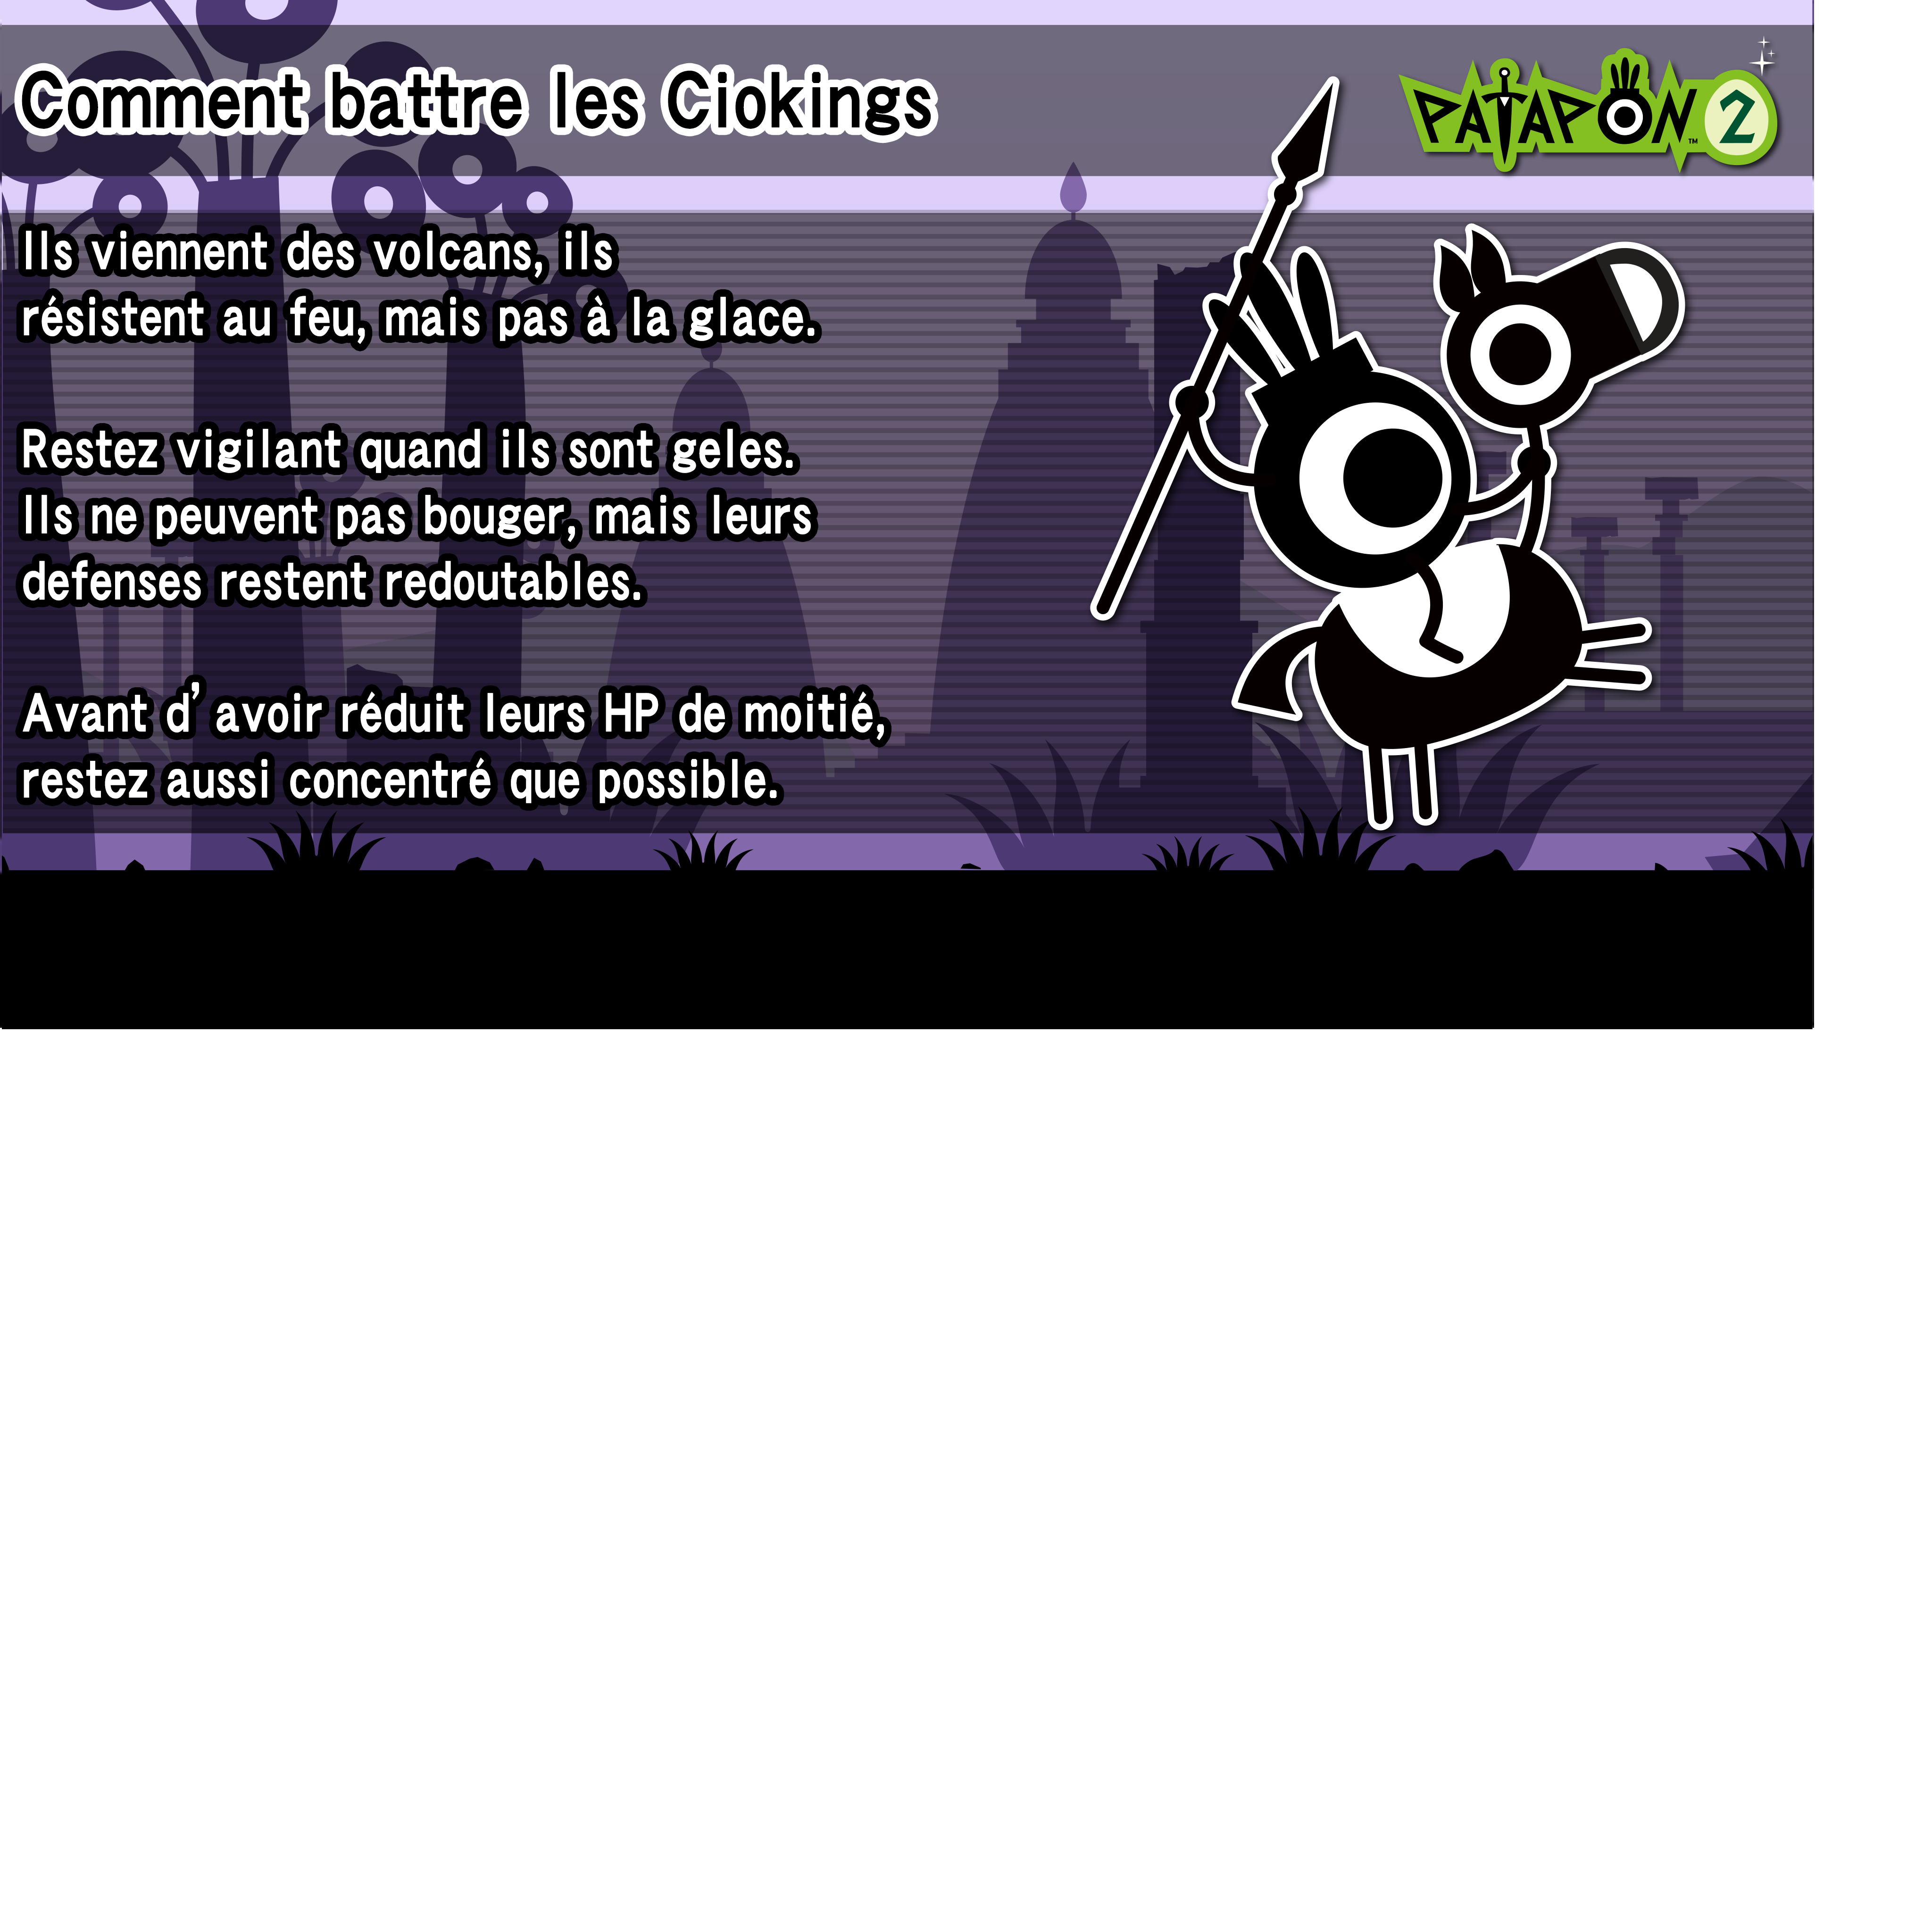 Comment battre les Ciokings
PATAPON™ 2
Ils viennent des volcans, ils
résistent au feu, mais pas à la glace.
Restez vigilant quand ils sont geles.
Ils ne peuvent pas bouger, mais leurs
defenses restent redoutables.
Avant d'avoir réduit leurs HP de moitié,
restez aussi concentré que possible.